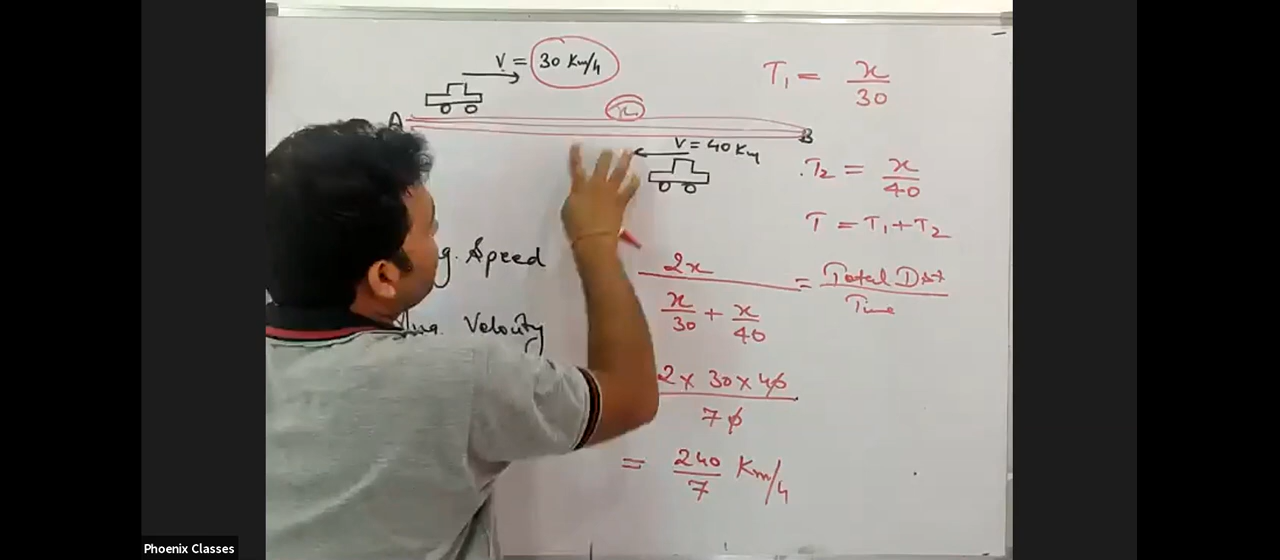 V = 30 Km/h
T₁ = x/30
x
A
B
V = 40 Km
T₂ = x/40
T = T₁ + T₂
g. Speed
2x / (x/30 + x/40) = Total Dist / Time
Velocity
2 x 30 x 40 / 70
= 240/7 Km/h
Phoenix Classes